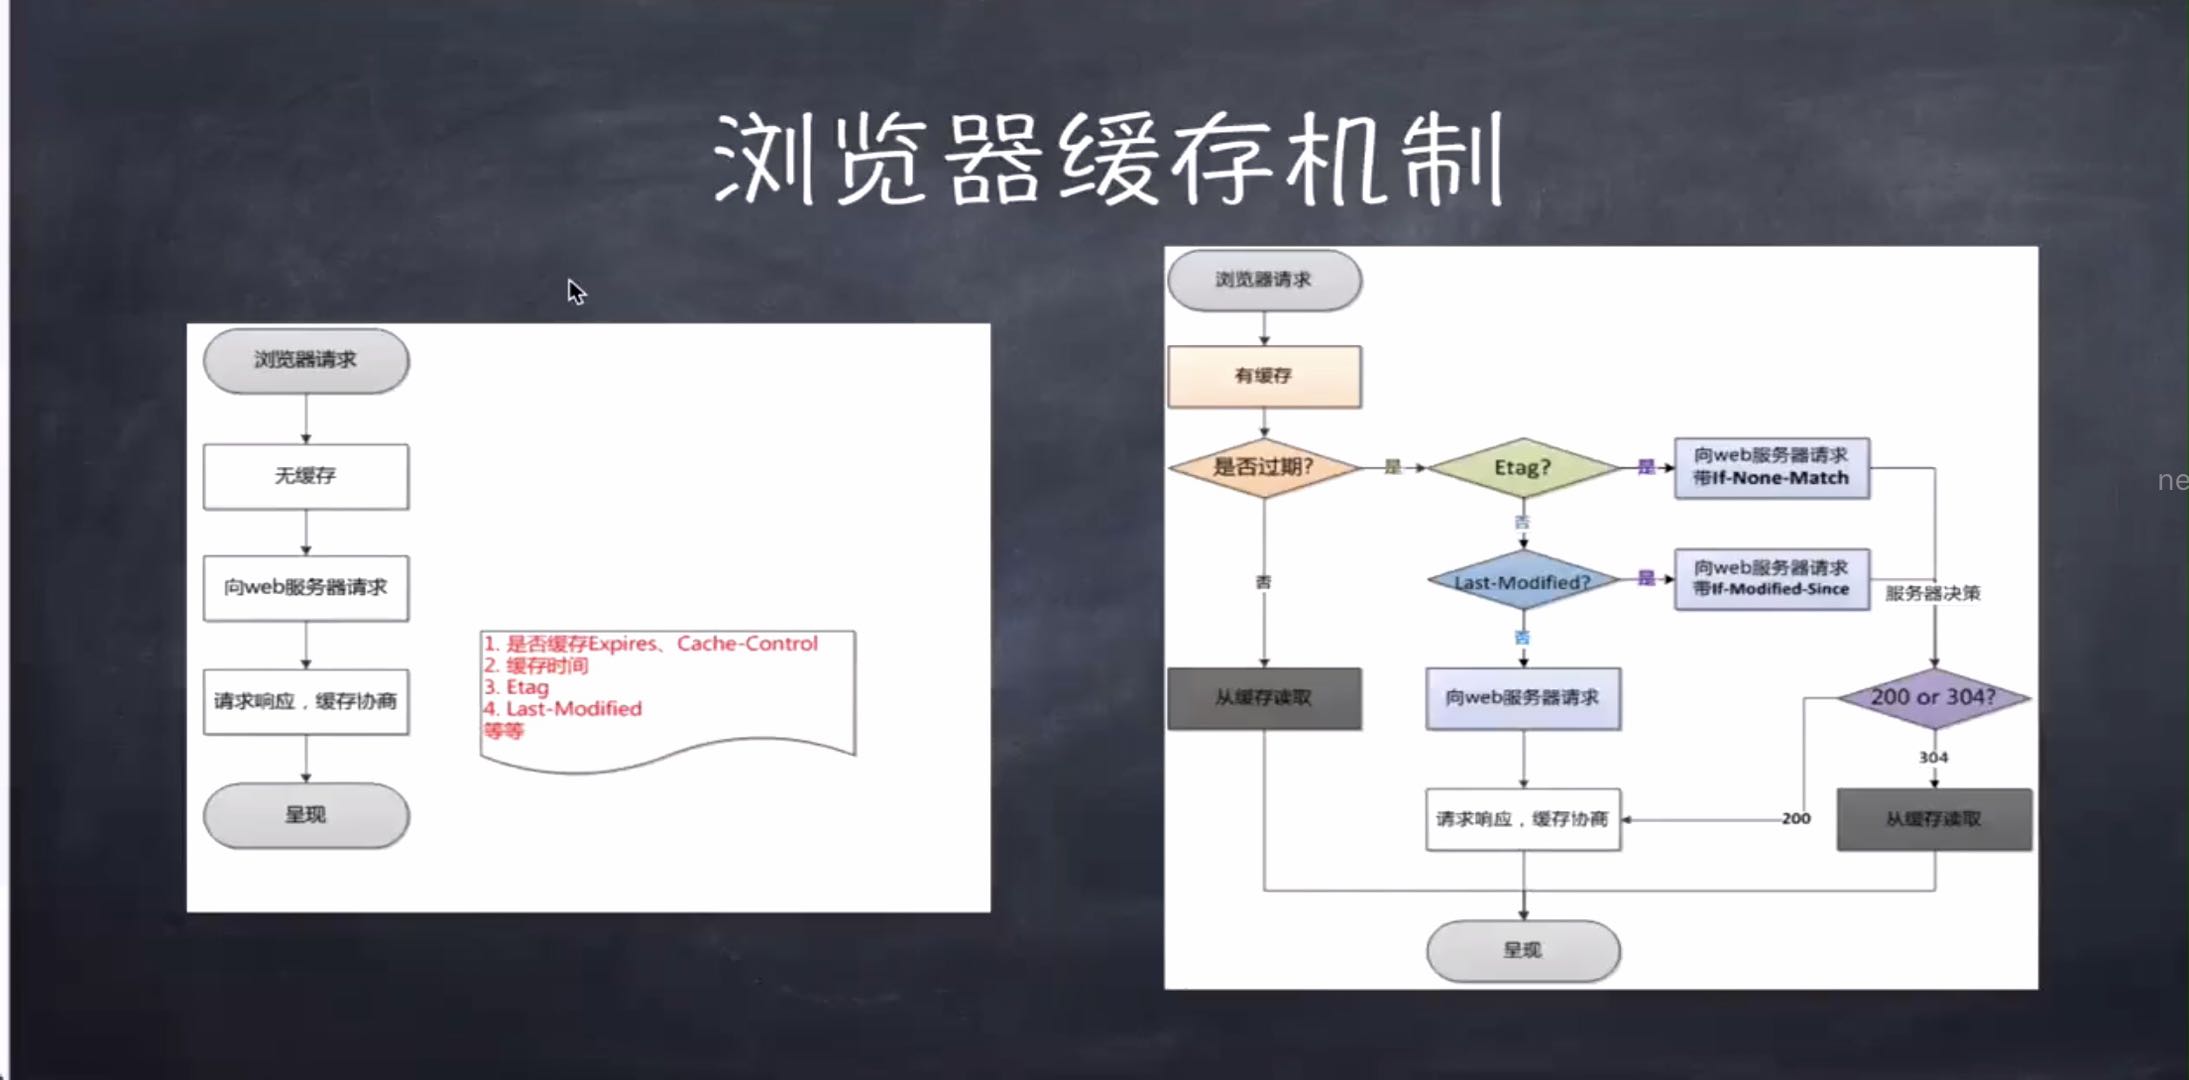 浏览器缓存机制
浏览器请求
无缓存
向web服务器请求
请求响应，缓存协商
呈现
1. 是否缓存Expires、Cache-Control
2. 缓存时间
3. Etag
4. Last-Modified
等等
浏览器请求
有缓存
是否过期?
是
Etag?
是
向web服务器请求
带If-None-Match
否
否
Last-Modified?
是
向web服务器请求
带If-Modified-Since
服务器决策
否
从缓存读取
向web服务器请求
200 or 304?
304
请求响应，缓存协商
200
从缓存读取
呈现
ne